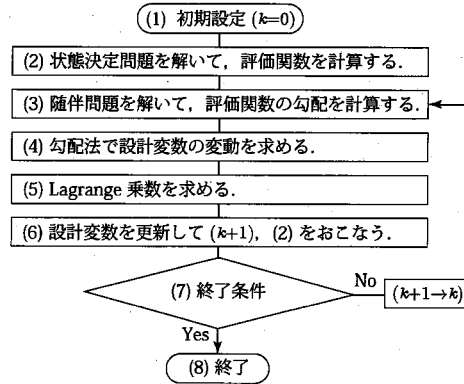 (1) 初期設定 (k=0)
(2) 状態決定問題を解いて，評価関数を計算する．
(3) 随伴問題を解いて，評価関数の勾配を計算する．
(4) 勾配法で設計変数の変動を求める．
(5) Lagrange 乗数を求める．
(6) 設計変数を更新して (k+1)，(2) をおこなう．
(7) 終了条件
No
(k+1→k)
Yes
(8) 終了